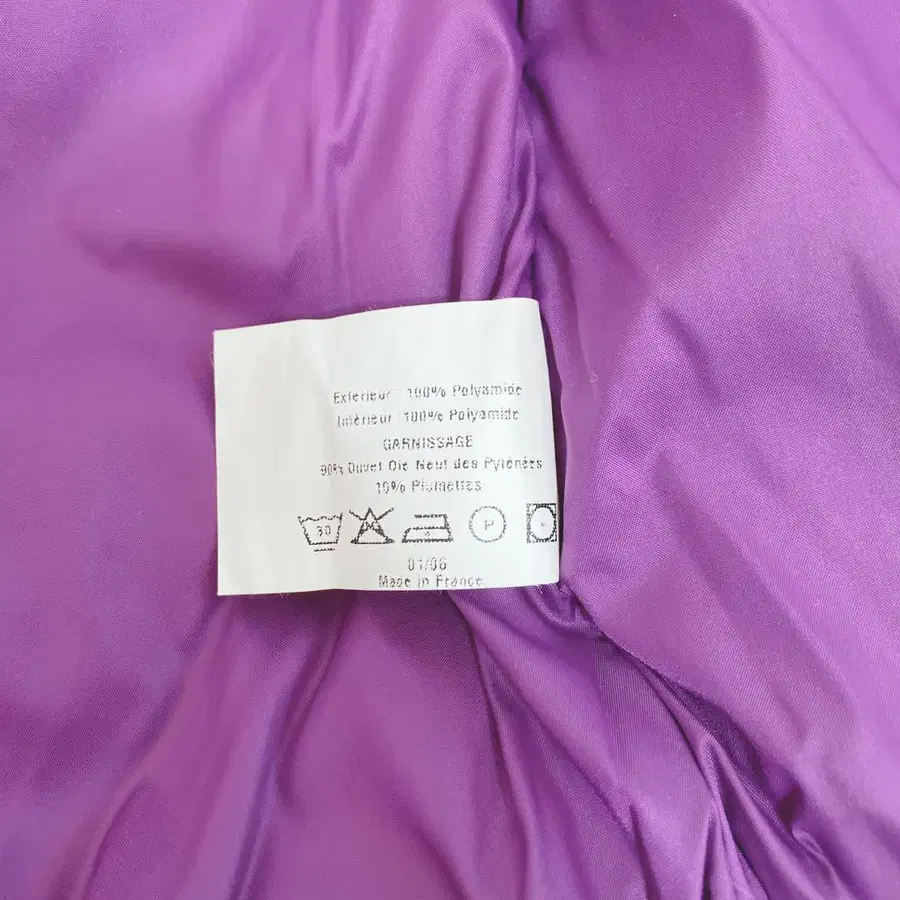 Extérieur : 100% Polyamide
Intérieur : 100% Polyamide
GARNISSAGE
90% Duvet Oie Neuf des Pyrénées
10% Plumettes
30 M P
01/06
Made in France